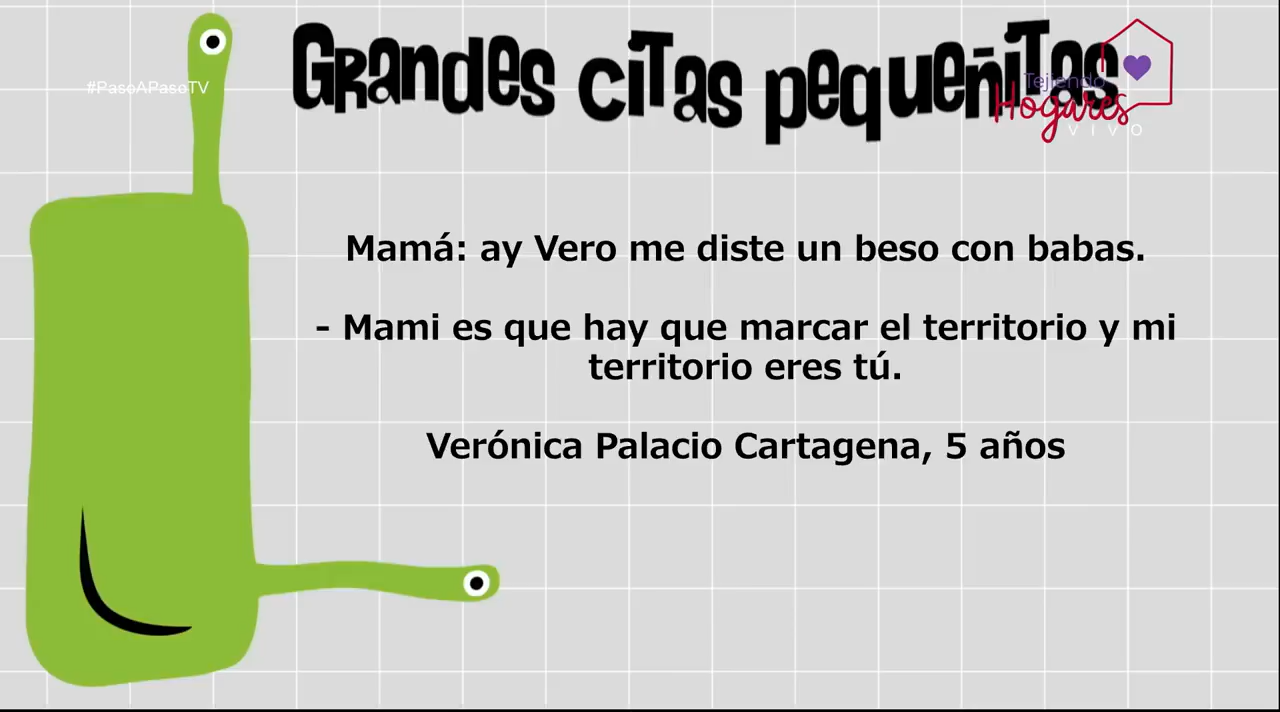 Grandes citas pequeñitas
#PasoAPasoTV
Tejiendo
Hogares
VIVO
Mamá: ay Vero me diste un beso con babas.
- Mami es que hay que marcar el territorio y mi
territorio eres tú.
Verónica Palacio Cartagena, 5 años